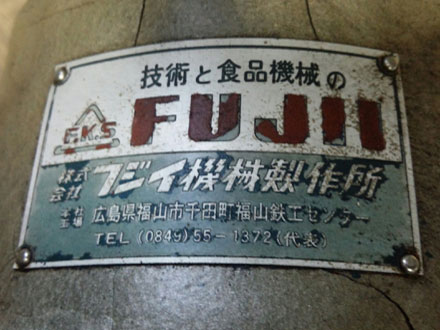 技術と食品機械の
F.K.S FUJII
株式会社 フジイ機械製作所
本社工場 広島県福山市千田町福山鉄工センター
TEL (0849) 55-1372 (代表)